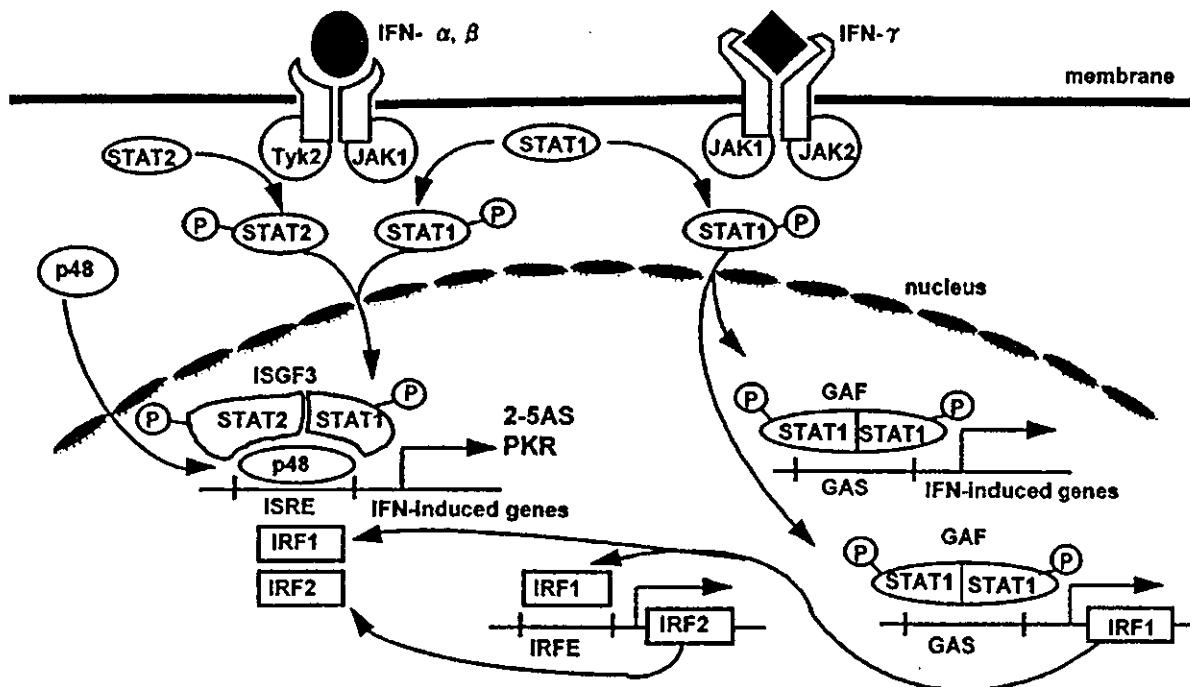 IFN- α, β
IFN-γ
membrane
STAT2
Tyk2
JAK1
STAT1
JAK1
JAK2
P
STAT2
STAT1
P
STAT1
P
p48
nucleus
ISGF3
P
STAT2
STAT1
P
p48
2-5AS
PKR
ISRE
IFN-induced genes
P
GAF
P
STAT1
STAT1
GAS
IFN-induced genes
IRF1
IRF2
IRF1
IRFE
IRF2
P
GAF
P
STAT1
STAT1
GAS
IRF1